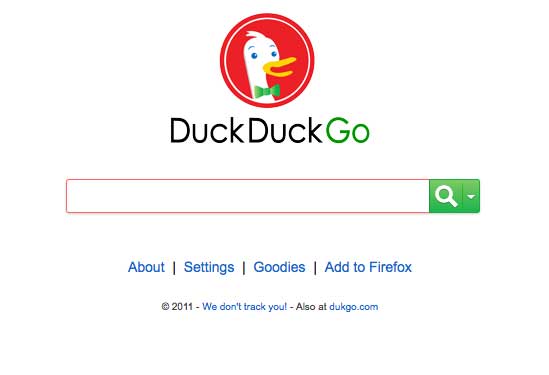 DuckDuckGo
About | Settings | Goodies | Add to Firefox
© 2011 - We don't track you! - Also at dukgo.com